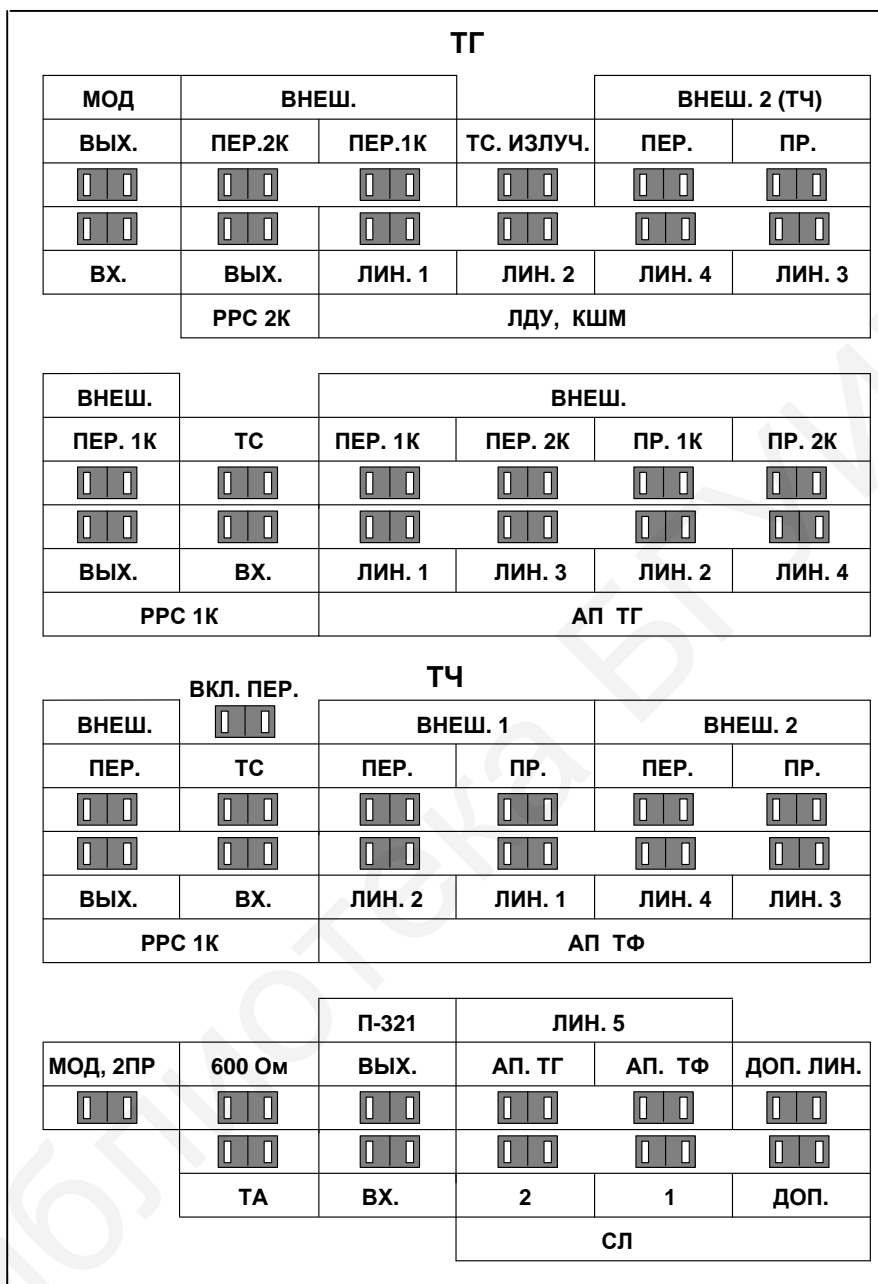 ТГ
МОД ВНЕШ. ВНЕШ. 2 (ТЧ)
ВЫХ. ПЕР.2К ПЕР.1К ТС. ИЗЛУЧ. ПЕР. ПР.
ВХ. ВЫХ. ЛИН. 1 ЛИН. 2 ЛИН. 4 ЛИН. 3
РРС 2К ЛДУ, КШМ
ВНЕШ. ВНЕШ.
ПЕР. 1К ТС ПЕР. 1К ПЕР. 2К ПР. 1К ПР. 2К
ВЫХ. ВХ. ЛИН. 1 ЛИН. 3 ЛИН. 2 ЛИН. 4
РРС 1К АП ТГ
ТЧ
ВКЛ. ПЕР.
ВНЕШ. ВНЕШ. 1 ВНЕШ. 2
ПЕР. ТС ПЕР. ПР. ПЕР. ПР.
ВЫХ. ВХ. ЛИН. 2 ЛИН. 1 ЛИН. 4 ЛИН. 3
РРС 1К АП ТФ
П-321 ЛИН. 5
МОД, 2ПР 600 Ом ВЫХ. АП. ТГ АП. ТФ ДОП. ЛИН.
ТА ВХ. 2 1 ДОП.
СЛ